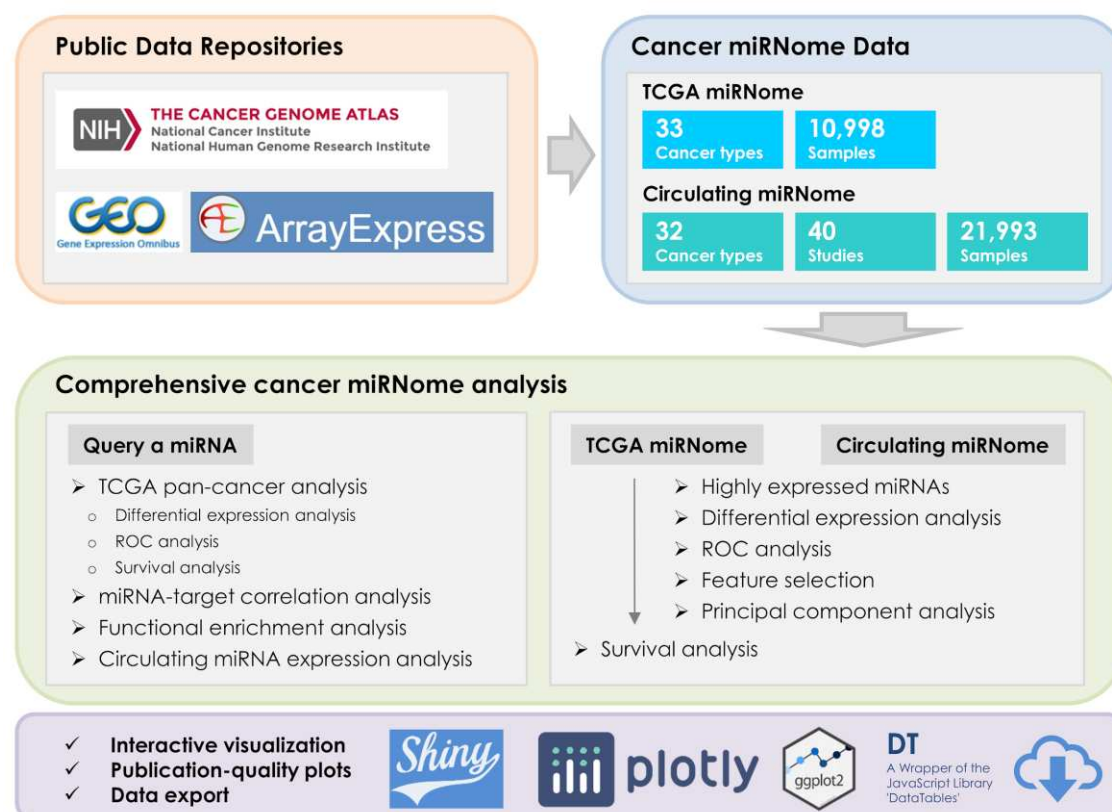 Public Data Repositories
NIH
THE CANCER GENOME ATLAS
National Cancer Institute
National Human Genome Research Institute
GEO
Gene Expression Omnibus
AE
ArrayExpress
Cancer miRNome Data
TCGA miRNome
33
Cancer types
10,998
Samples
Circulating miRNome
32
Cancer types
40
Studies
21,993
Samples
Comprehensive cancer miRNome analysis
Query a miRNA
➢ TCGA pan-cancer analysis
o Differential expression analysis
o ROC analysis
o Survival analysis
➢ miRNA-target correlation analysis
➢ Functional enrichment analysis
➢ Circulating miRNA expression analysis
TCGA miRNome
Circulating miRNome
➢ Highly expressed miRNAs
➢ Differential expression analysis
➢ ROC analysis
➢ Feature selection
➢ Principal component analysis
➢ Survival analysis
✓ Interactive visualization
✓ Publication-quality plots
✓ Data export
Shiny
plotly
ggplot2
DT
A Wrapper of the
JavaScript Library
'DataTables'